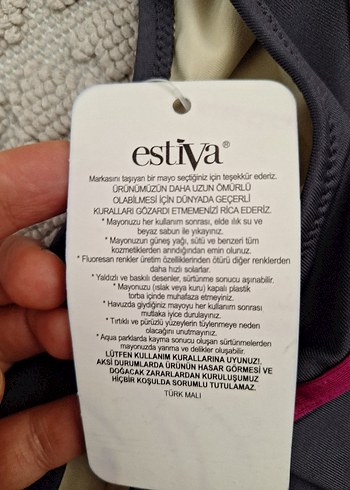 estiva®
Markasını taşıyan bir mayo seçtiğiniz için teşekkür ederiz.
ÜRÜNÜMÜZÜN DAHA UZUN ÖMÜRLÜ
OLABİLMESİ İÇİN DÜNYADA GEÇERLİ
KURALLARI GÖZARDI ETMEMENİZİ RİCA EDERİZ.
* Mayonuzu her kullanım sonrası, elde ılık su ve
beyaz sabun ile yıkayınız.
* Mayonuzun güneş yağı, sütü ve benzeri tüm
kozmetiklerden arındığından emin olunuz.
* Fluoresan renkler üretim özelliklerinden ötürü diğer renklerden
daha hızlı solarlar.
* Yaldızlı ve baskılı desenler, sürtünme sonucu aşınabilir.
* Mayonuzu (ıslak veya kuru) kapalı plastik
torba içinde muhafaza etmeyiniz.
* Havuzda giydiğiniz mayoyu her kullanım sonrası
mutlaka iyice durulayınız.
* Tırtıklı ve pürüzlü yüzeylerin tüylenmeye neden
olacağını unutmayınız.
* Aqua parklarda kayma sonucu oluşan sürtünmelerden
mayonuzda yanma ve delikler oluşabilir.
LÜTFEN KULLANIM KURALLARINA UYUNUZ!.
AKSİ DURUMLARDA ÜRÜNÜN HASAR GÖRMESİ VE
DOĞACAK ZARARLARDAN KURULUŞUMUZ
HİÇBİR KOŞULDA SORUMLU TUTULAMAZ.
TÜRK MALI